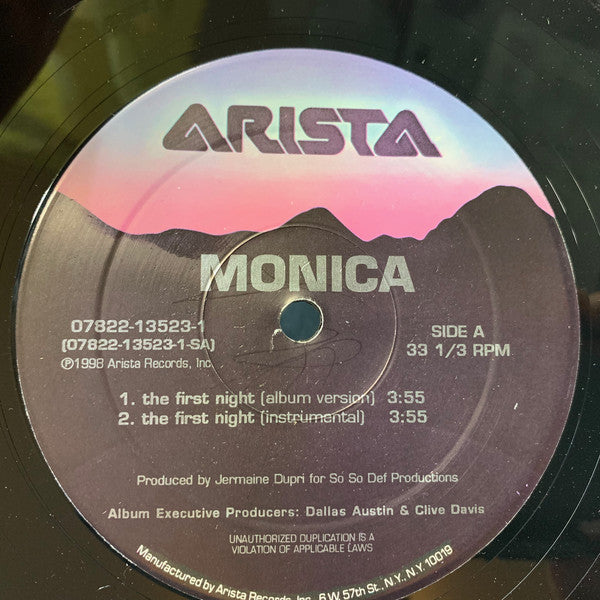 ARISTA
MONICA
07822-13523-1
(07822-13523-1-SA)
℗1998 Arista Records, Inc.
SIDE A
33 1/3 RPM
1. the first night (album version) 3:55
2. the first night (instrumental) 3:55
Produced by Jermaine Dupri for So So Def Productions
Album Executive Producers: Dallas Austin & Clive Davis
UNAUTHORIZED DUPLICATION IS A
VIOLATION OF APPLICABLE LAWS
Manufactured by Arista Records, Inc., 6 W. 57th St., N.Y., N.Y. 10019